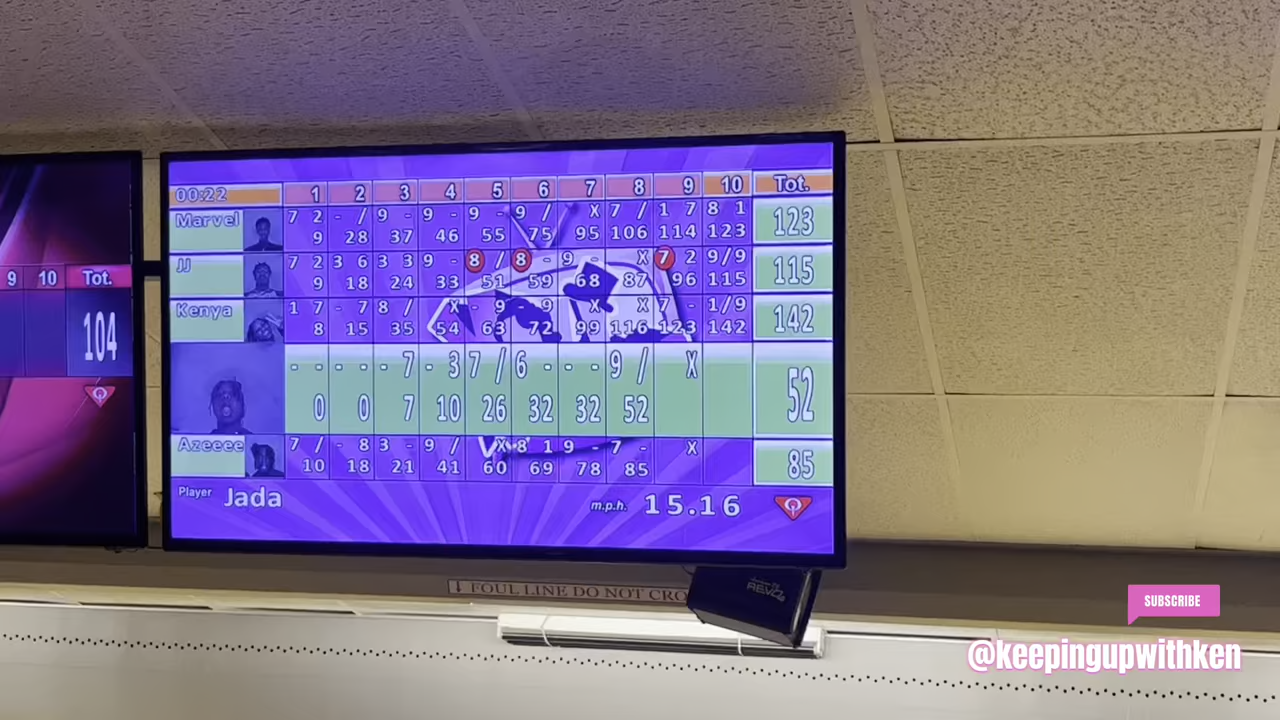 00:22 1 2 3 4 5 6 7 8 9 10 Tot.
Marvel 7 2 - / 9 - 9 - 9 - 9 / X 7 / 1 7 8 1 123
9 28 37 46 55 75 95 106 114 123
JJ 7 2 3 6 3 3 9 - 8 / 8 - 9 - X 7 2 9/9 115
9 18 24 33 51 59 68 87 96 115
Kenya 1 7 - 7 8 / X - 9 - 9 X X 7 - 1/9 142
8 15 35 54 63 72 99 116 123 142
- - - - - 7 - 3 7 / 6 - - - 9 / X 52
0 0 7 10 26 32 32 52
Azeeee 7 / - 8 3 - 9 / X 8 1 9 - 7 - X 85
10 18 21 41 60 69 78 85
Player Jada m.p.h. 15.16
9 10 Tot.
104
↓ FOUL LINE DO NOT CRO
REVO
SUBSCRIBE
@keepingupwithken